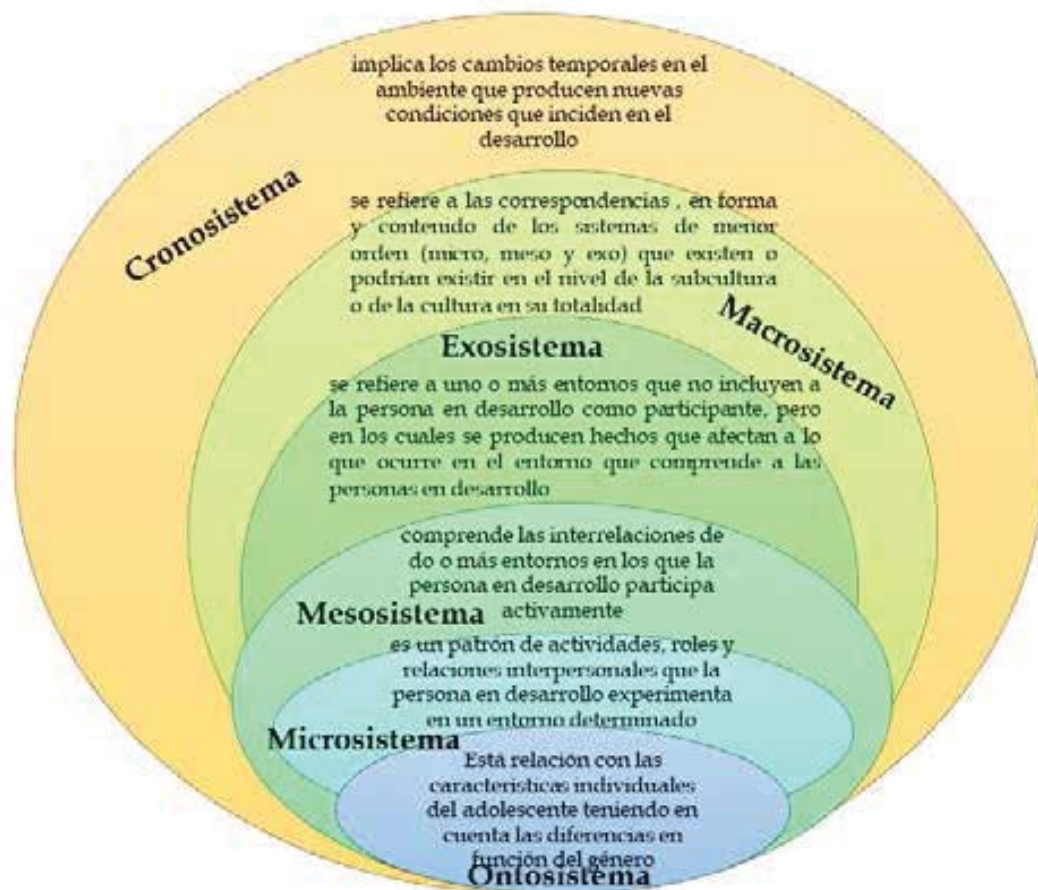 implica los cambios temporales en el
ambiente que producen nuevas
condiciones que inciden en el
desarrollo
Cronosistema
se refiere a las correspondencias , en forma
y contenido de los sistemas de menor
orden (micro, meso y exo) que existen o
podrían existir en el nivel de la subcultura
o de la cultura en su totalidad
Macrosistema
Exosistema
se refiere a uno o más entornos que no incluyen a
la persona en desarrollo como participante, pero
en los cuales se producen hechos que afectan a lo
que ocurre en el entorno que comprende a las
personas en desarrollo
comprende las interrelaciones de
do o más entornos en los que la
persona en desarrollo participa
activamente
Mesosistema
es un patrón de actividades, roles y
relaciones interpersonales que la
persona en desarrollo experimenta
en un entorno determinado
Microsistema
Está relación con las
características individuales
del adolescente teniendo en
cuenta las diferencias en
función del género
Ontosistema